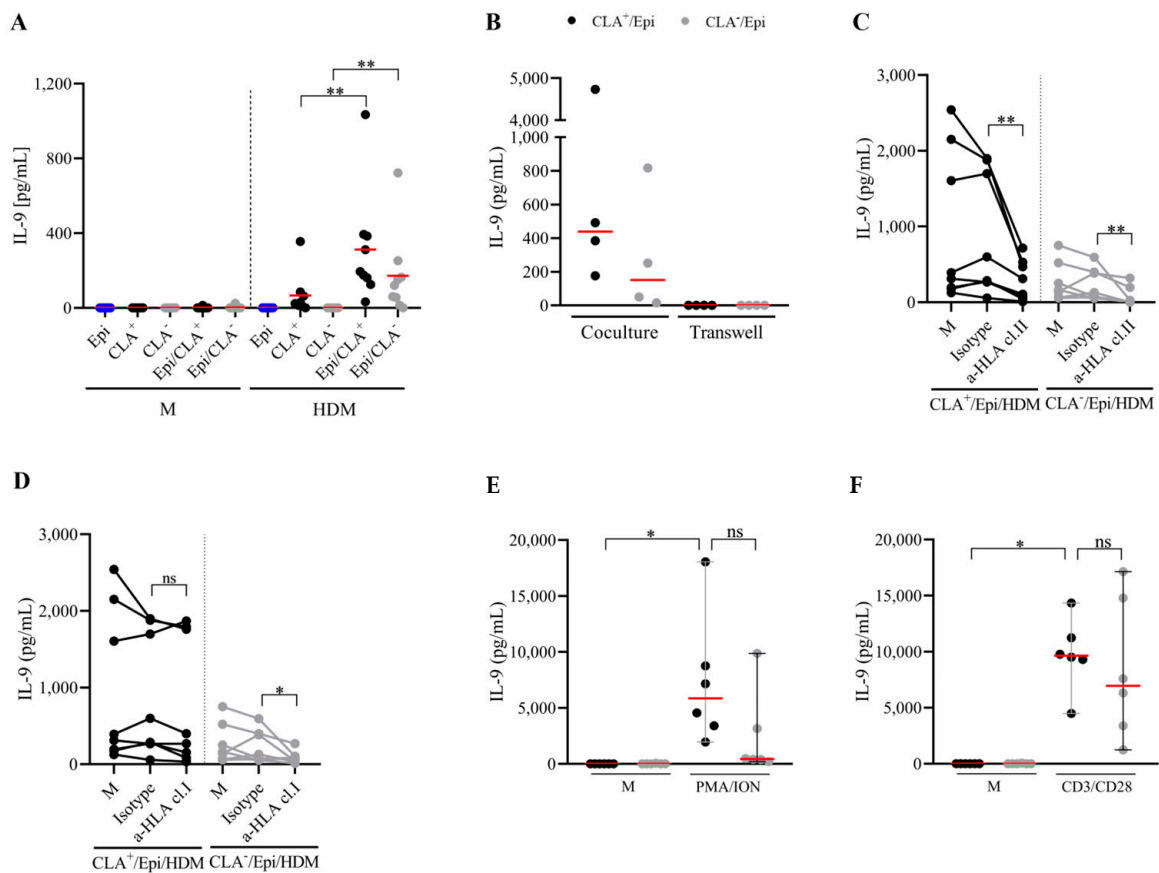 A
IL-9 [pg/mL]
1,200
800
400
0
**
**
Epi
CLA+
CLA-
Epi/CLA+
Epi/CLA-
Epi
CLA+
CLA-
Epi/CLA+
Epi/CLA-
M
HDM
B
CLA+/Epi
CLA-/Epi
IL-9 (pg/mL)
5,000
4,000
1,000
800
600
400
200
0
Coculture
Transwell
C
IL-9 (pg/mL)
3,000
2,000
1,000
0
**
**
M
Isotype
a-HLA cl.II
M
Isotype
a-HLA cl.II
CLA+/Epi/HDM
CLA-/Epi/HDM
D
IL-9 (pg/mL)
3,000
2,000
1,000
0
ns
*
M
Isotype
a-HLA cl.I
M
Isotype
a-HLA cl.I
CLA+/Epi/HDM
CLA-/Epi/HDM
E
IL-9 (pg/mL)
20,000
15,000
10,000
5,000
0
*
ns
M
PMA/ION
F
IL-9 (pg/mL)
20,000
15,000
10,000
5,000
0
*
ns
M
CD3/CD28